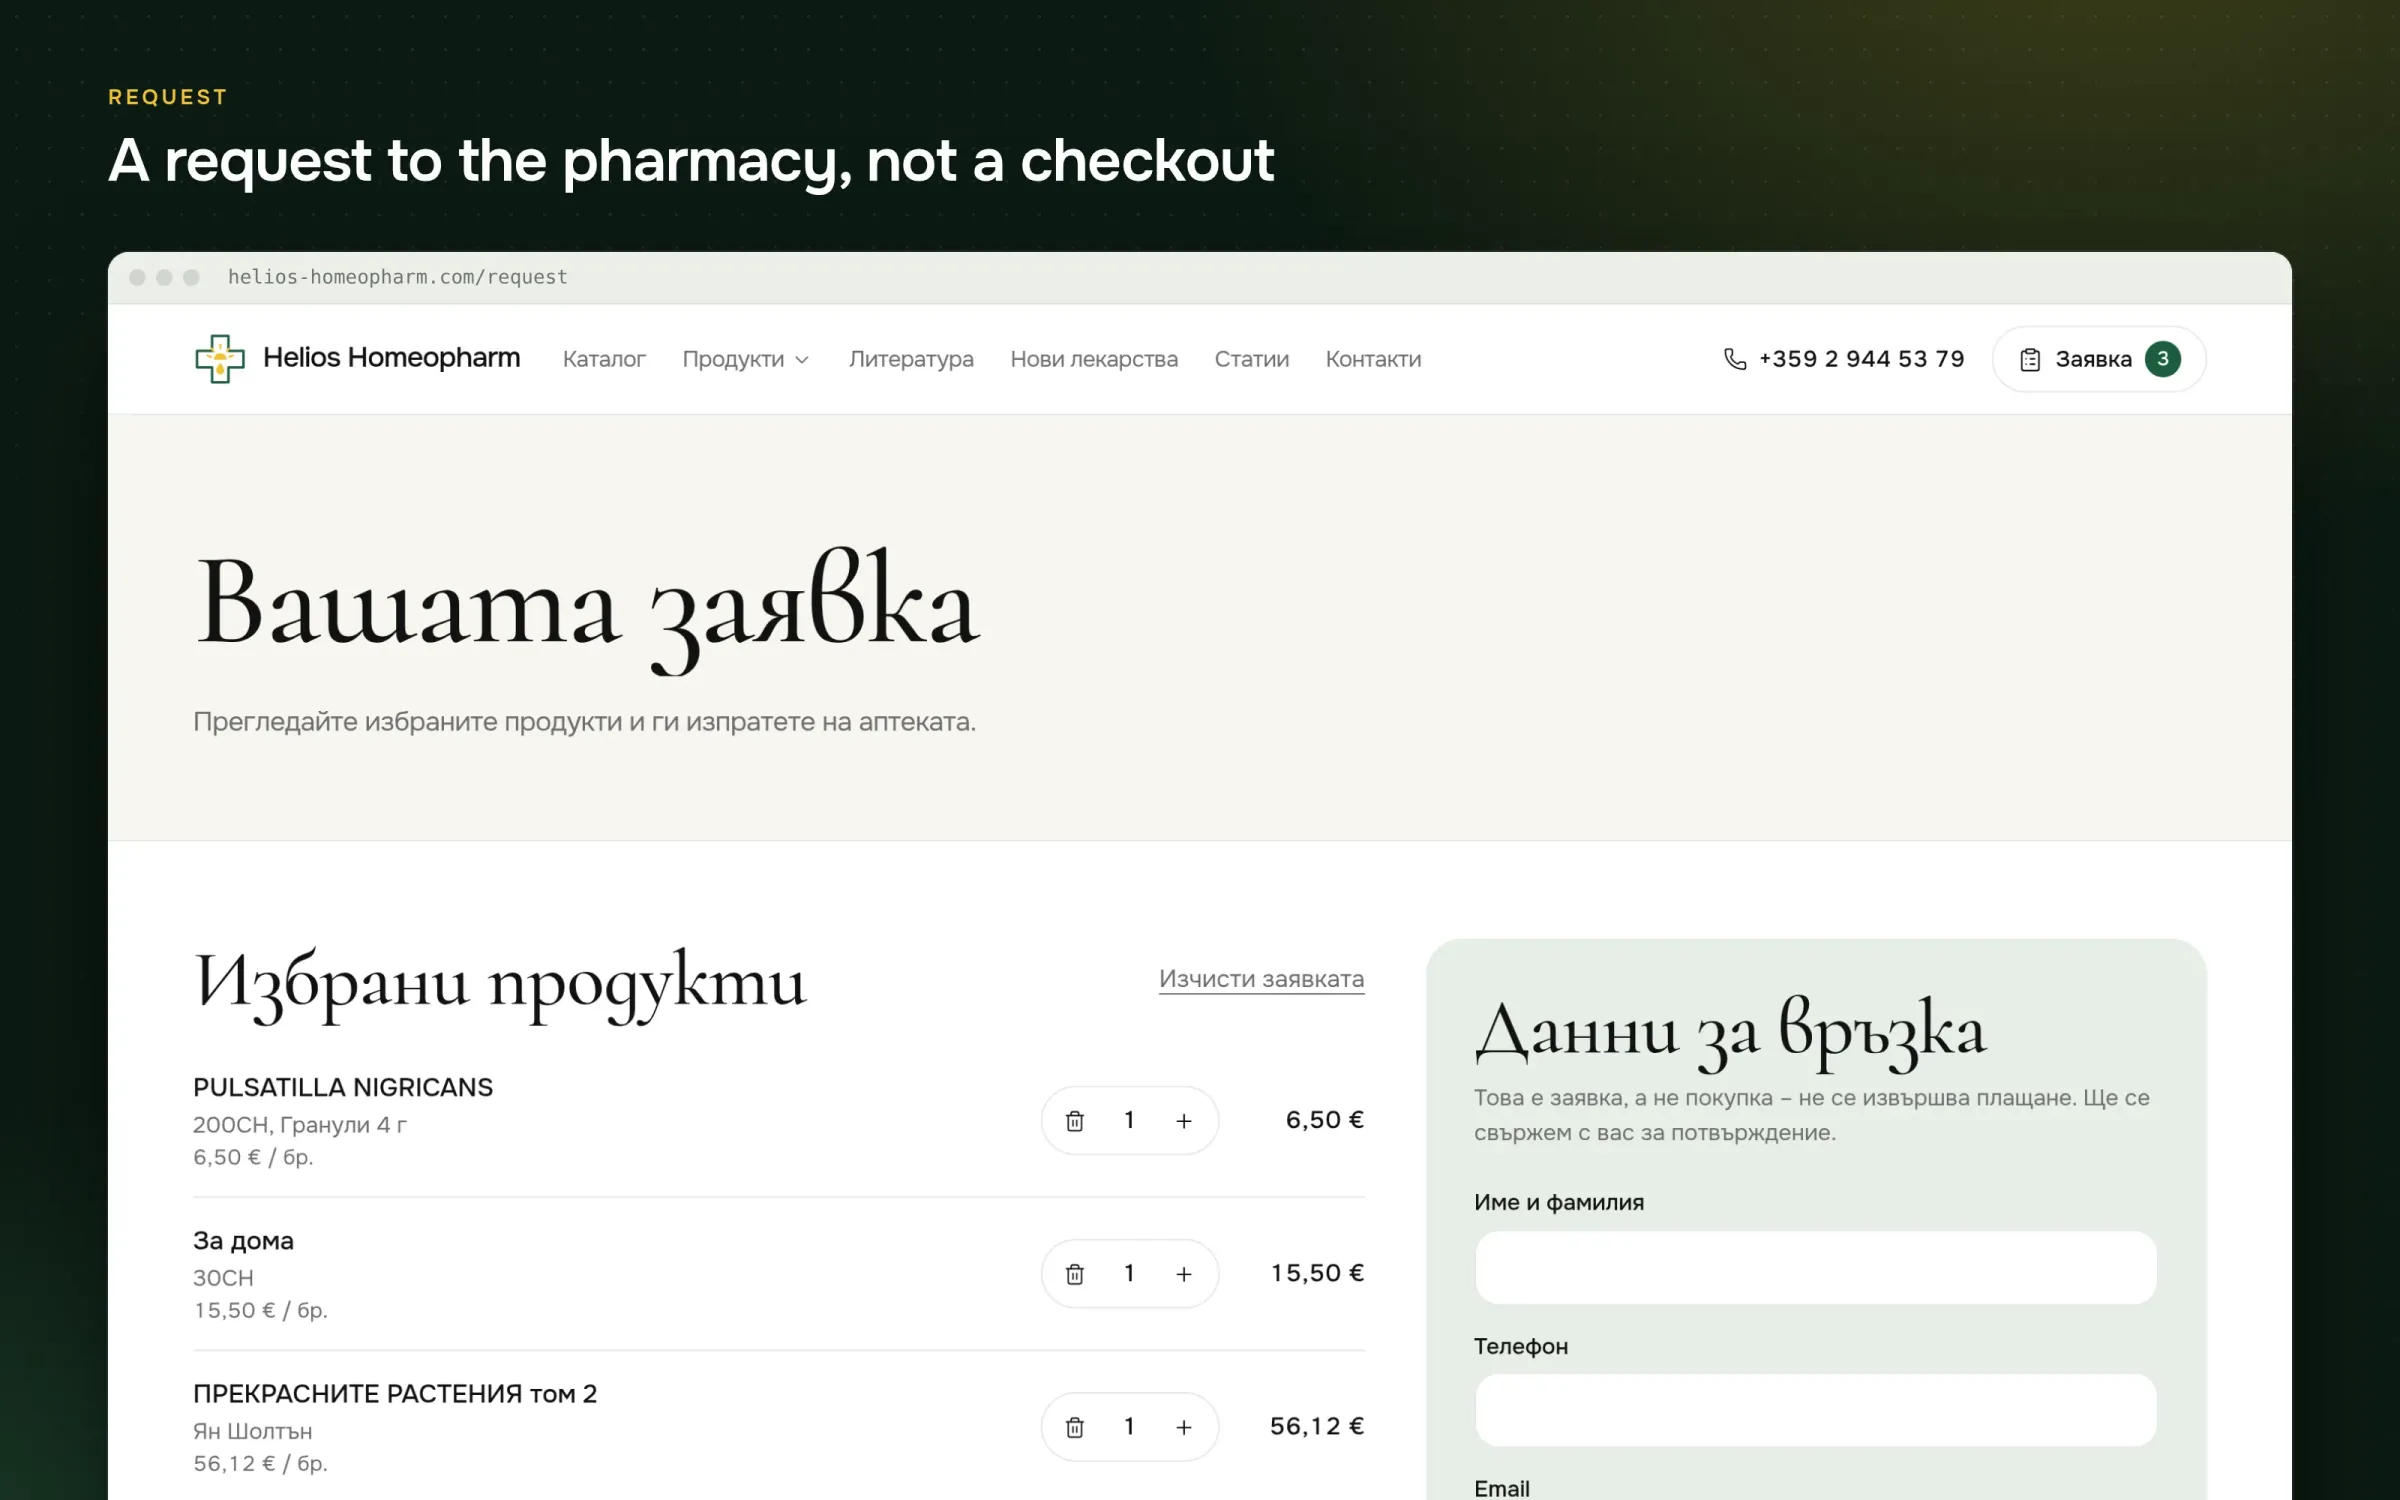 REQUEST
A request to the pharmacy, not a checkout
helios-homeopharm.com/request
Helios Homeopharm
Каталог
Продукти
Литература
Нови лекарства
Статии
Контакти
+359 2 944 53 79
Заявка 3
Вашата заявка
Прегледайте избраните продукти и ги изпратете на аптеката.
Избрани продукти
Изчисти заявката
PULSATILLA NIGRICANS
200CH, Гранули 4 г
6,50 € / бр.
1
6,50 €
За дома
30CH
15,50 € / бр.
1
15,50 €
ПРЕКРАСНИТЕ РАСТЕНИЯ том 2
Ян Шолтън
56,12 € / бр.
1
56,12 €
Данни за връзка
Това е заявка, а не покупка – не се извършва плащане. Ще се
свържем с вас за потвърждение.
Име и фамилия
Телефон
Email